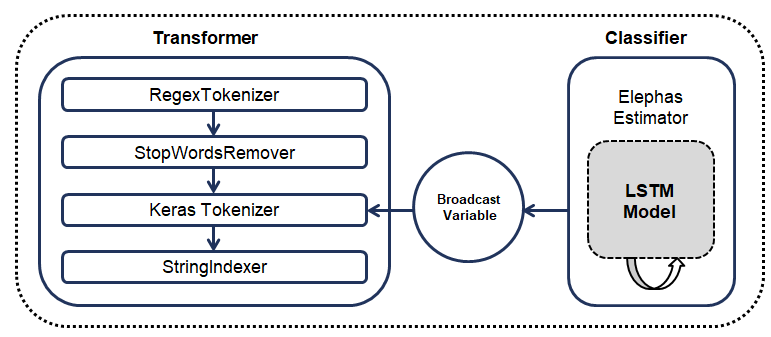 Transformer
RegexTokenizer
StopWordsRemover
Keras Tokenizer
StringIndexer
Broadcast
Variable
Classifier
Elephas
Estimator
LSTM
Model